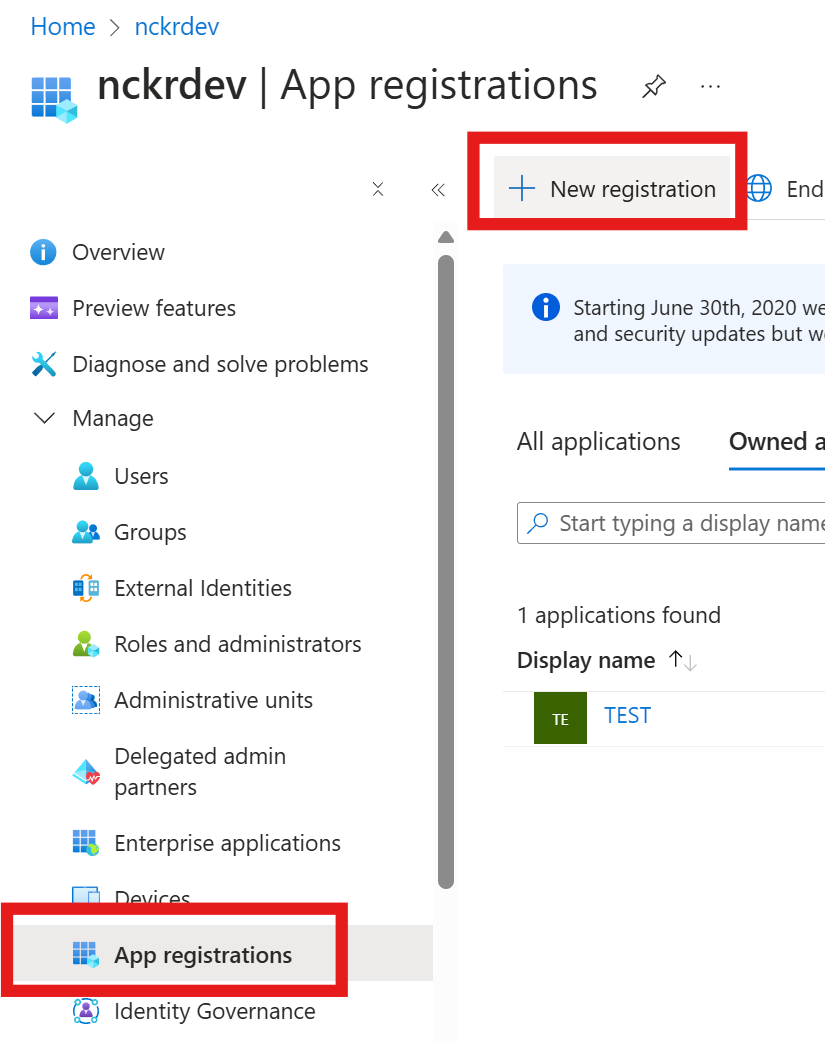 Home > nckrdev
nckrdev | App registrations
New registration
End
Overview
Preview features
Diagnose and solve problems
Manage
Users
Groups
External Identities
Roles and administrators
Administrative units
Delegated admin
partners
Enterprise applications
Devices
App registrations
Identity Governance
Starting June 30th, 2020 we
and security updates but w
All applications
Owned a
Start typing a display name
1 applications found
Display name
TE
TEST